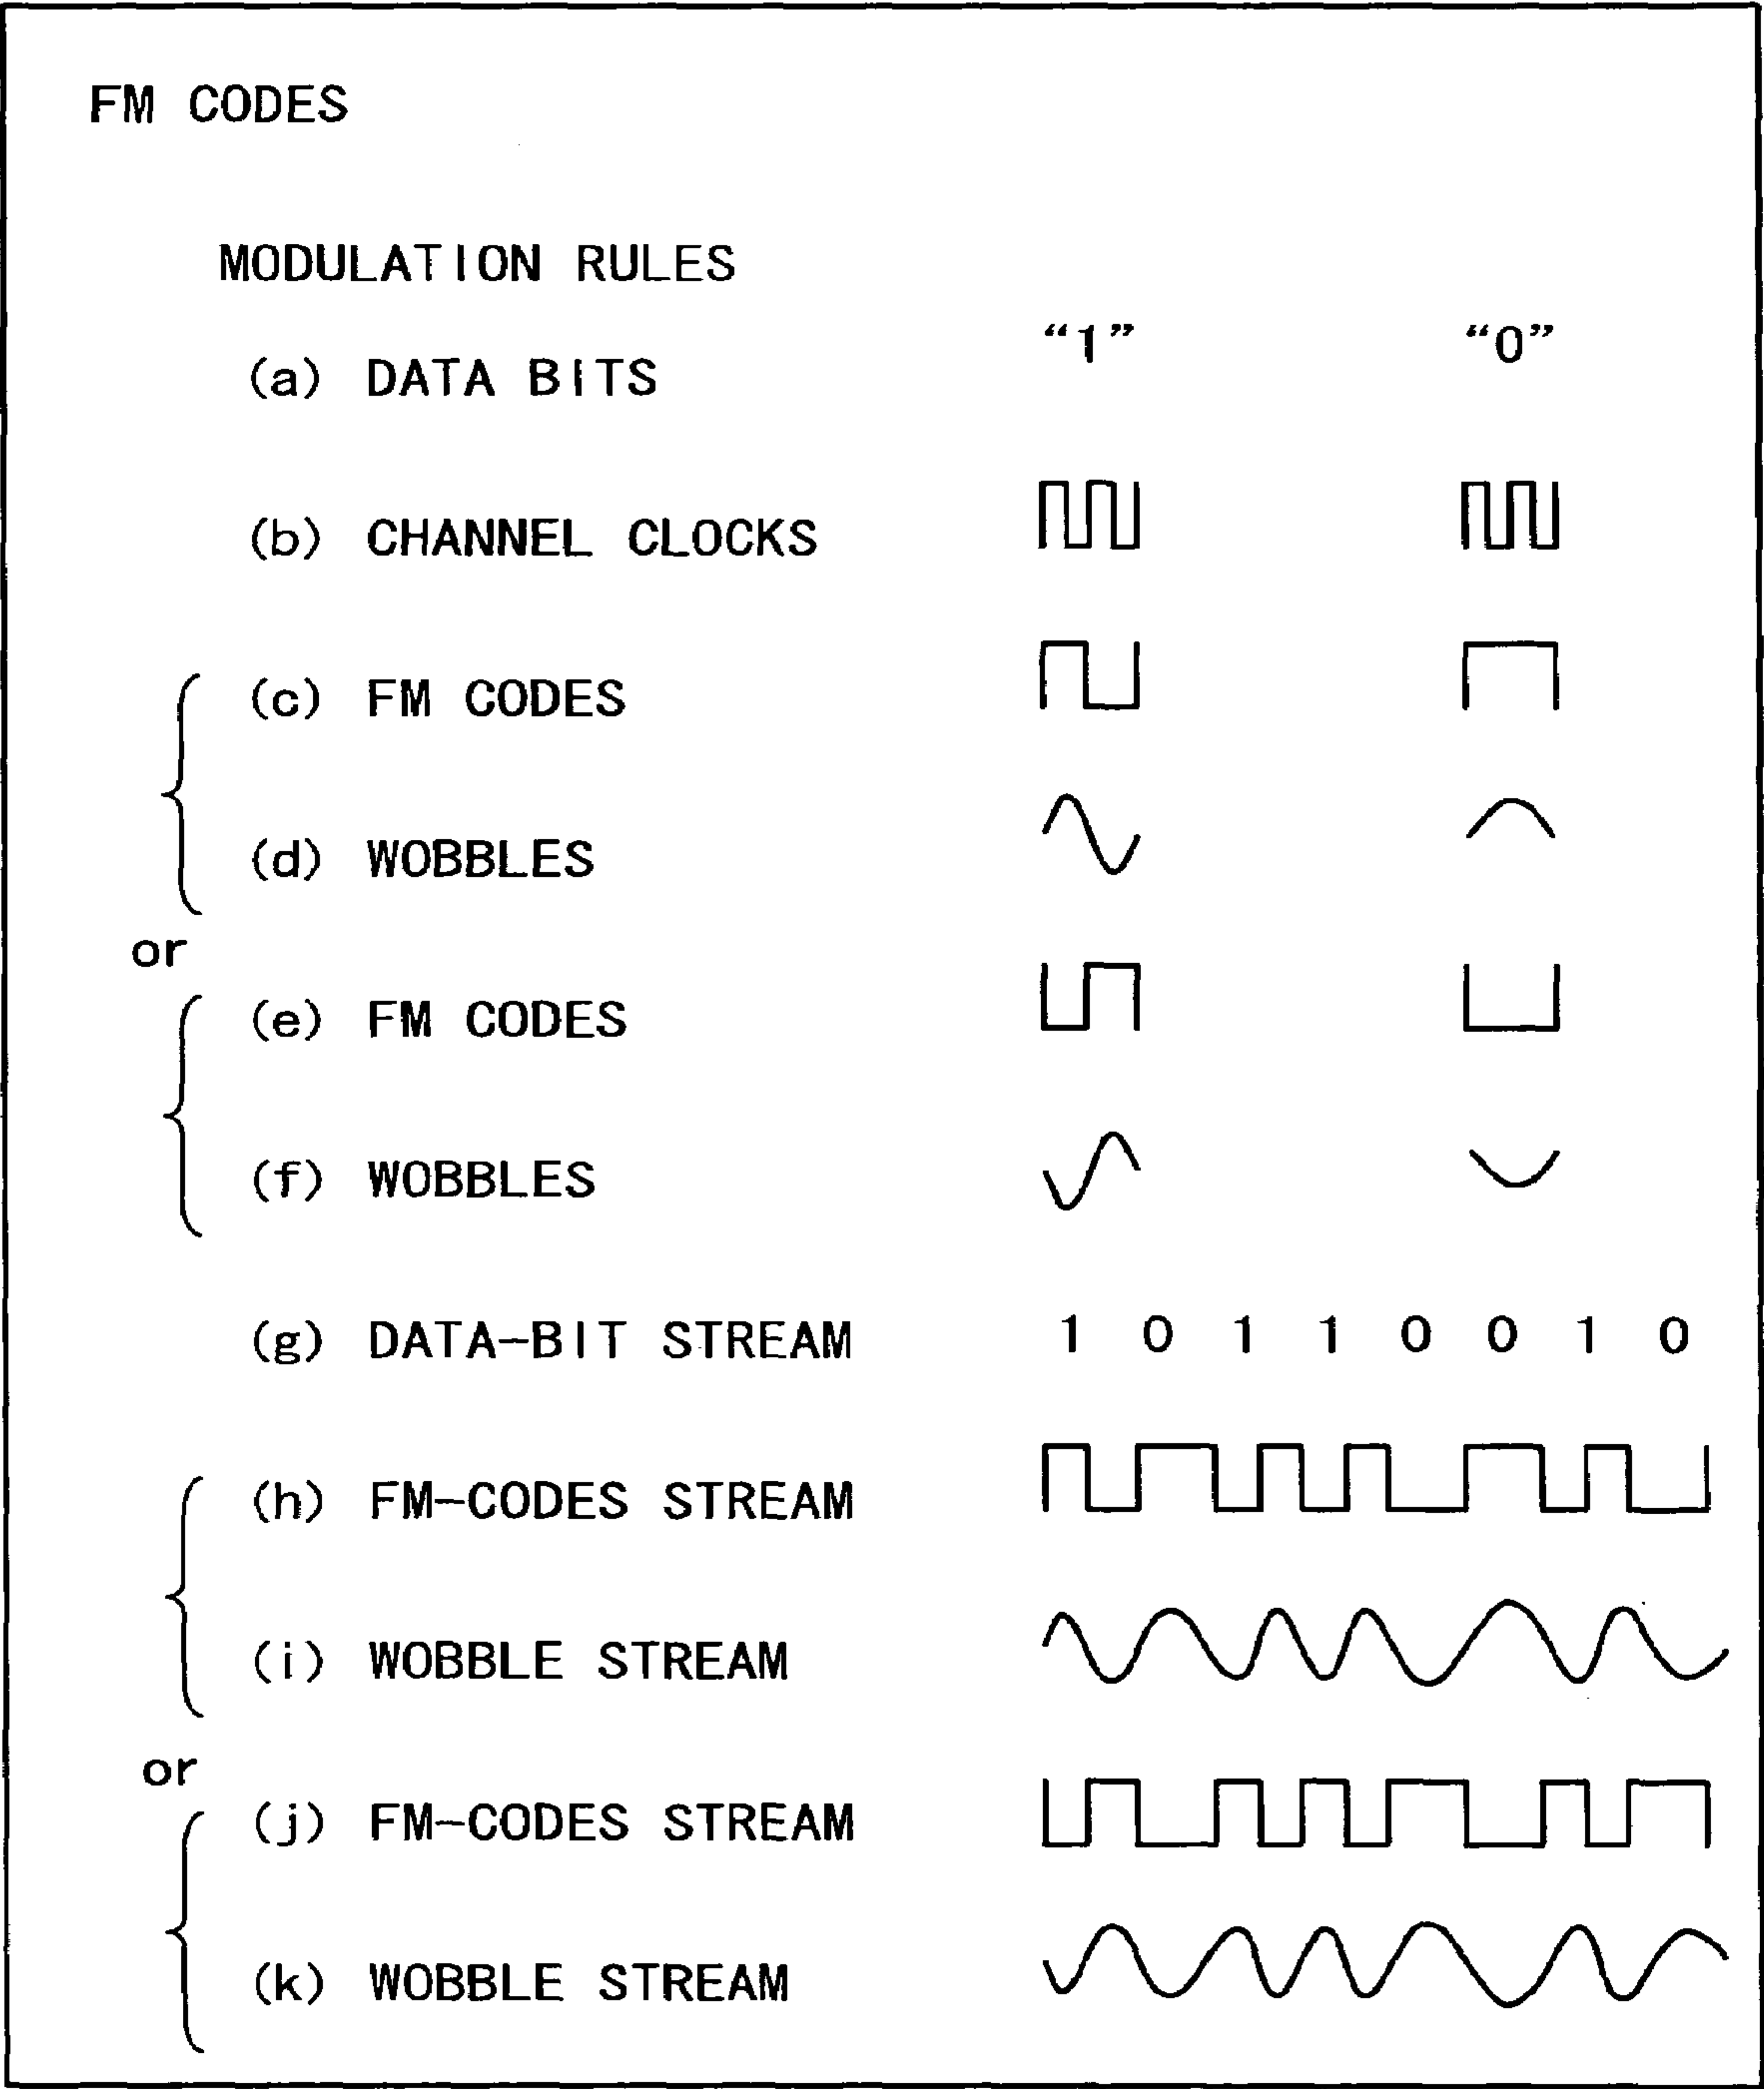 FM CODES
MODULATION RULES
“1” “0”
(a) DATA BITS
(b) CHANNEL CLOCKS
(c) FM CODES
(d) WOBBLES
or
(e) FM CODES
(f) WOBBLES
(g) DATA-BIT STREAM 1 0 1 1 0 0 1 0
(h) FM-CODES STREAM
(i) WOBBLE STREAM
or
(j) FM-CODES STREAM
(k) WOBBLE STREAM